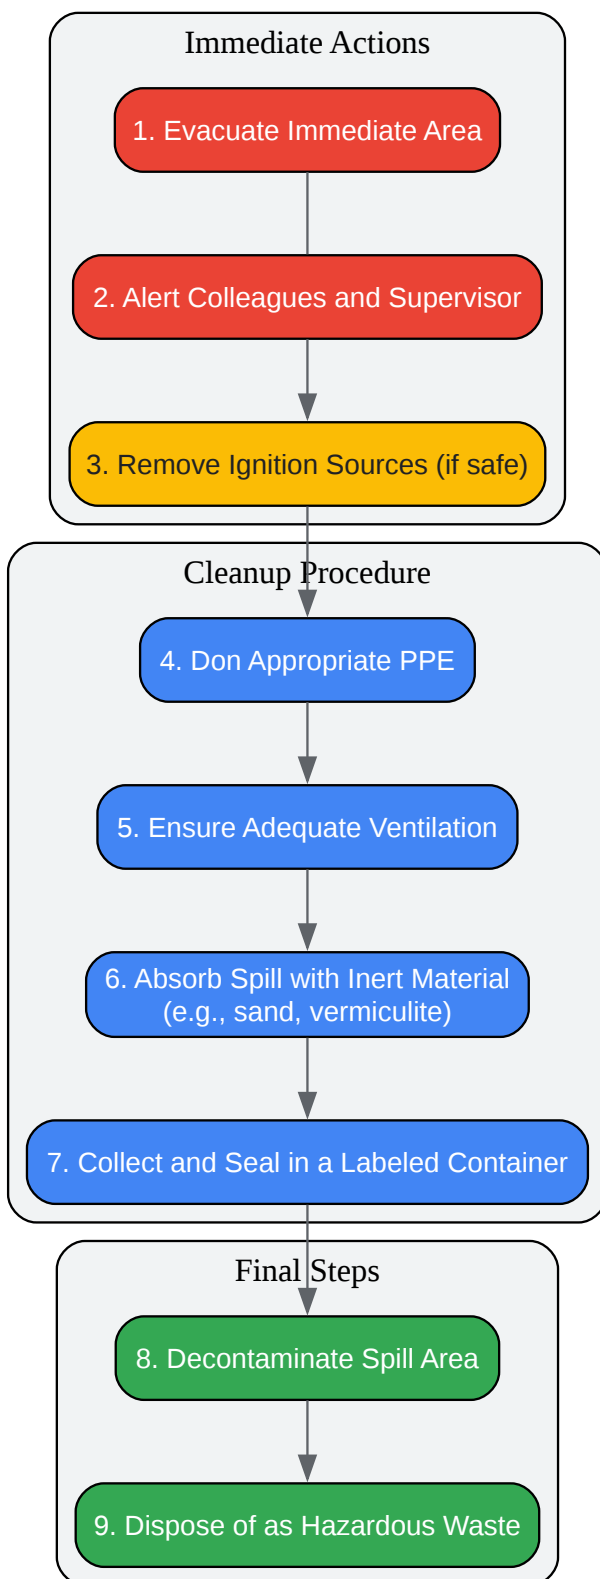 Immediate Actions
1. Evacuate Immediate Area
2. Alert Colleagues and Supervisor
3. Remove Ignition Sources (if safe)
Cleanup Procedure
4. Don Appropriate PPE
5. Ensure Adequate Ventilation
6. Absorb Spill with Inert Material
(e.g., sand, vermiculite)
7. Collect and Seal in a Labeled Container
Final Steps
8. Decontaminate Spill Area
9. Dispose of as Hazardous Waste